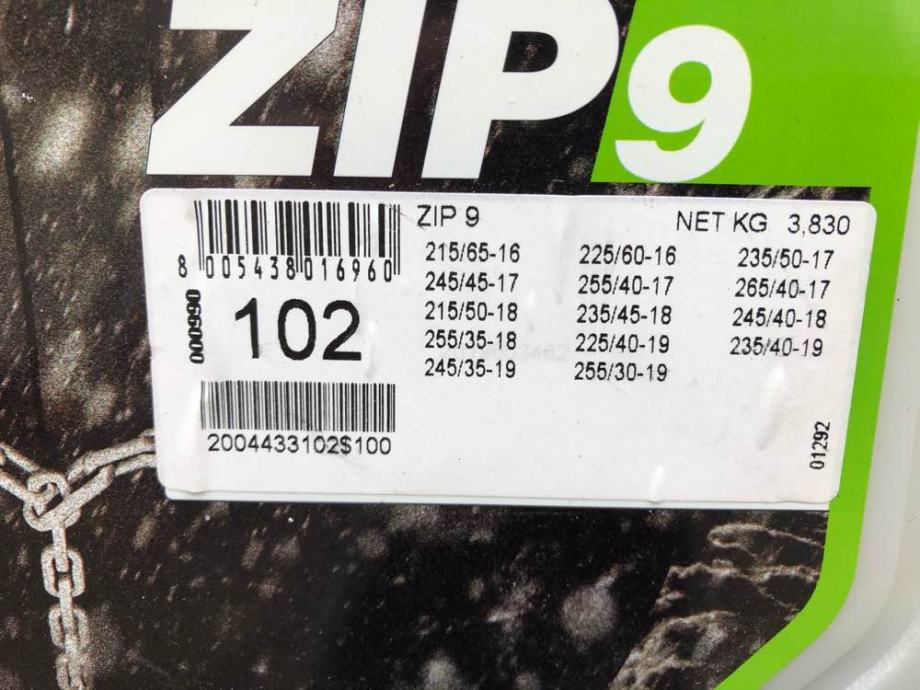 ZIP9
ZIP 9 NET KG 3,830
215/65-16 225/60-16 235/50-17
245/45-17 255/40-17 265/40-17
215/50-18 235/45-18 245/40-18
255/35-18 225/40-19 235/40-19
245/35-19 255/30-19
8 005438 016960
000990
102
2004433102$100
01292